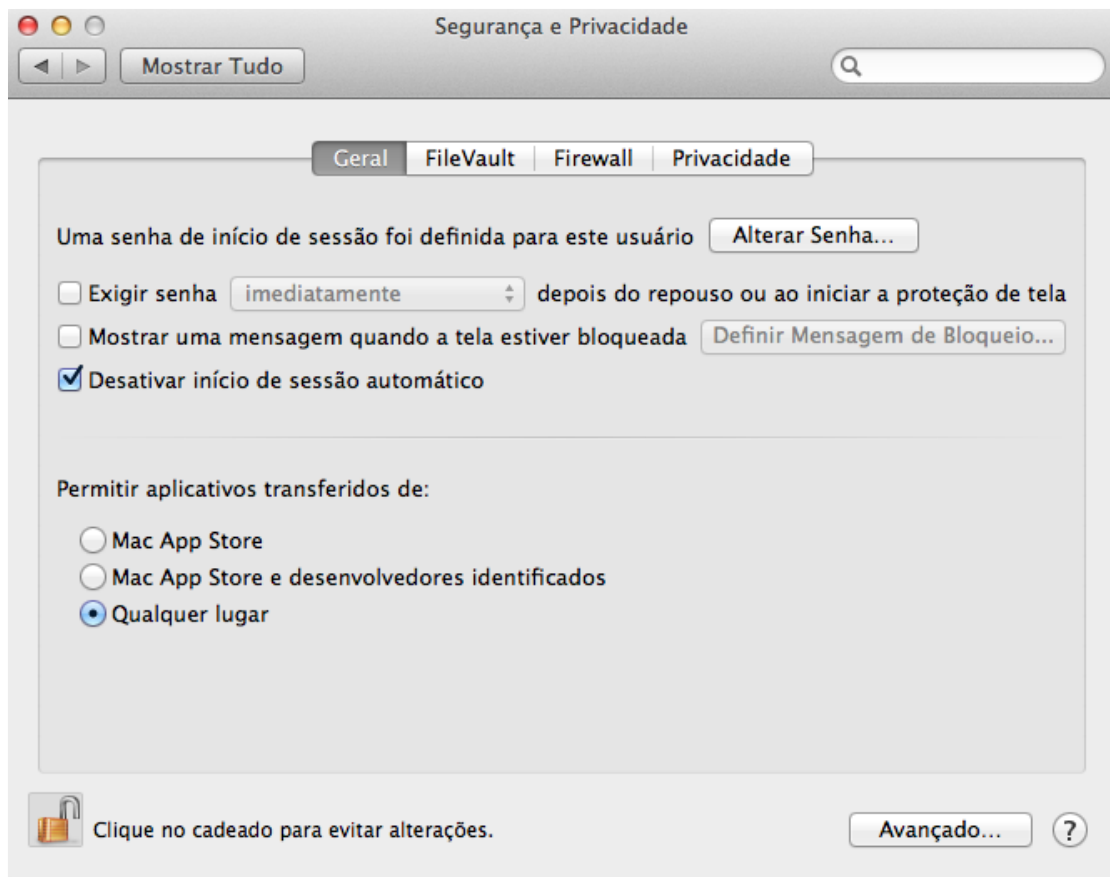 Segurança e Privacidade
Mostrar Tudo
Geral FileVault Firewall Privacidade
Uma senha de início de sessão foi definida para este usuário Alterar Senha...
Exigir senha imediatamente depois do repouso ou ao iniciar a proteção de tela
Mostrar uma mensagem quando a tela estiver bloqueada Definir Mensagem de Bloqueio...
Desativar início de sessão automático
Permitir aplicativos transferidos de:
Mac App Store
Mac App Store e desenvolvedores identificados
Qualquer lugar
Clique no cadeado para evitar alterações. Avançado... ?